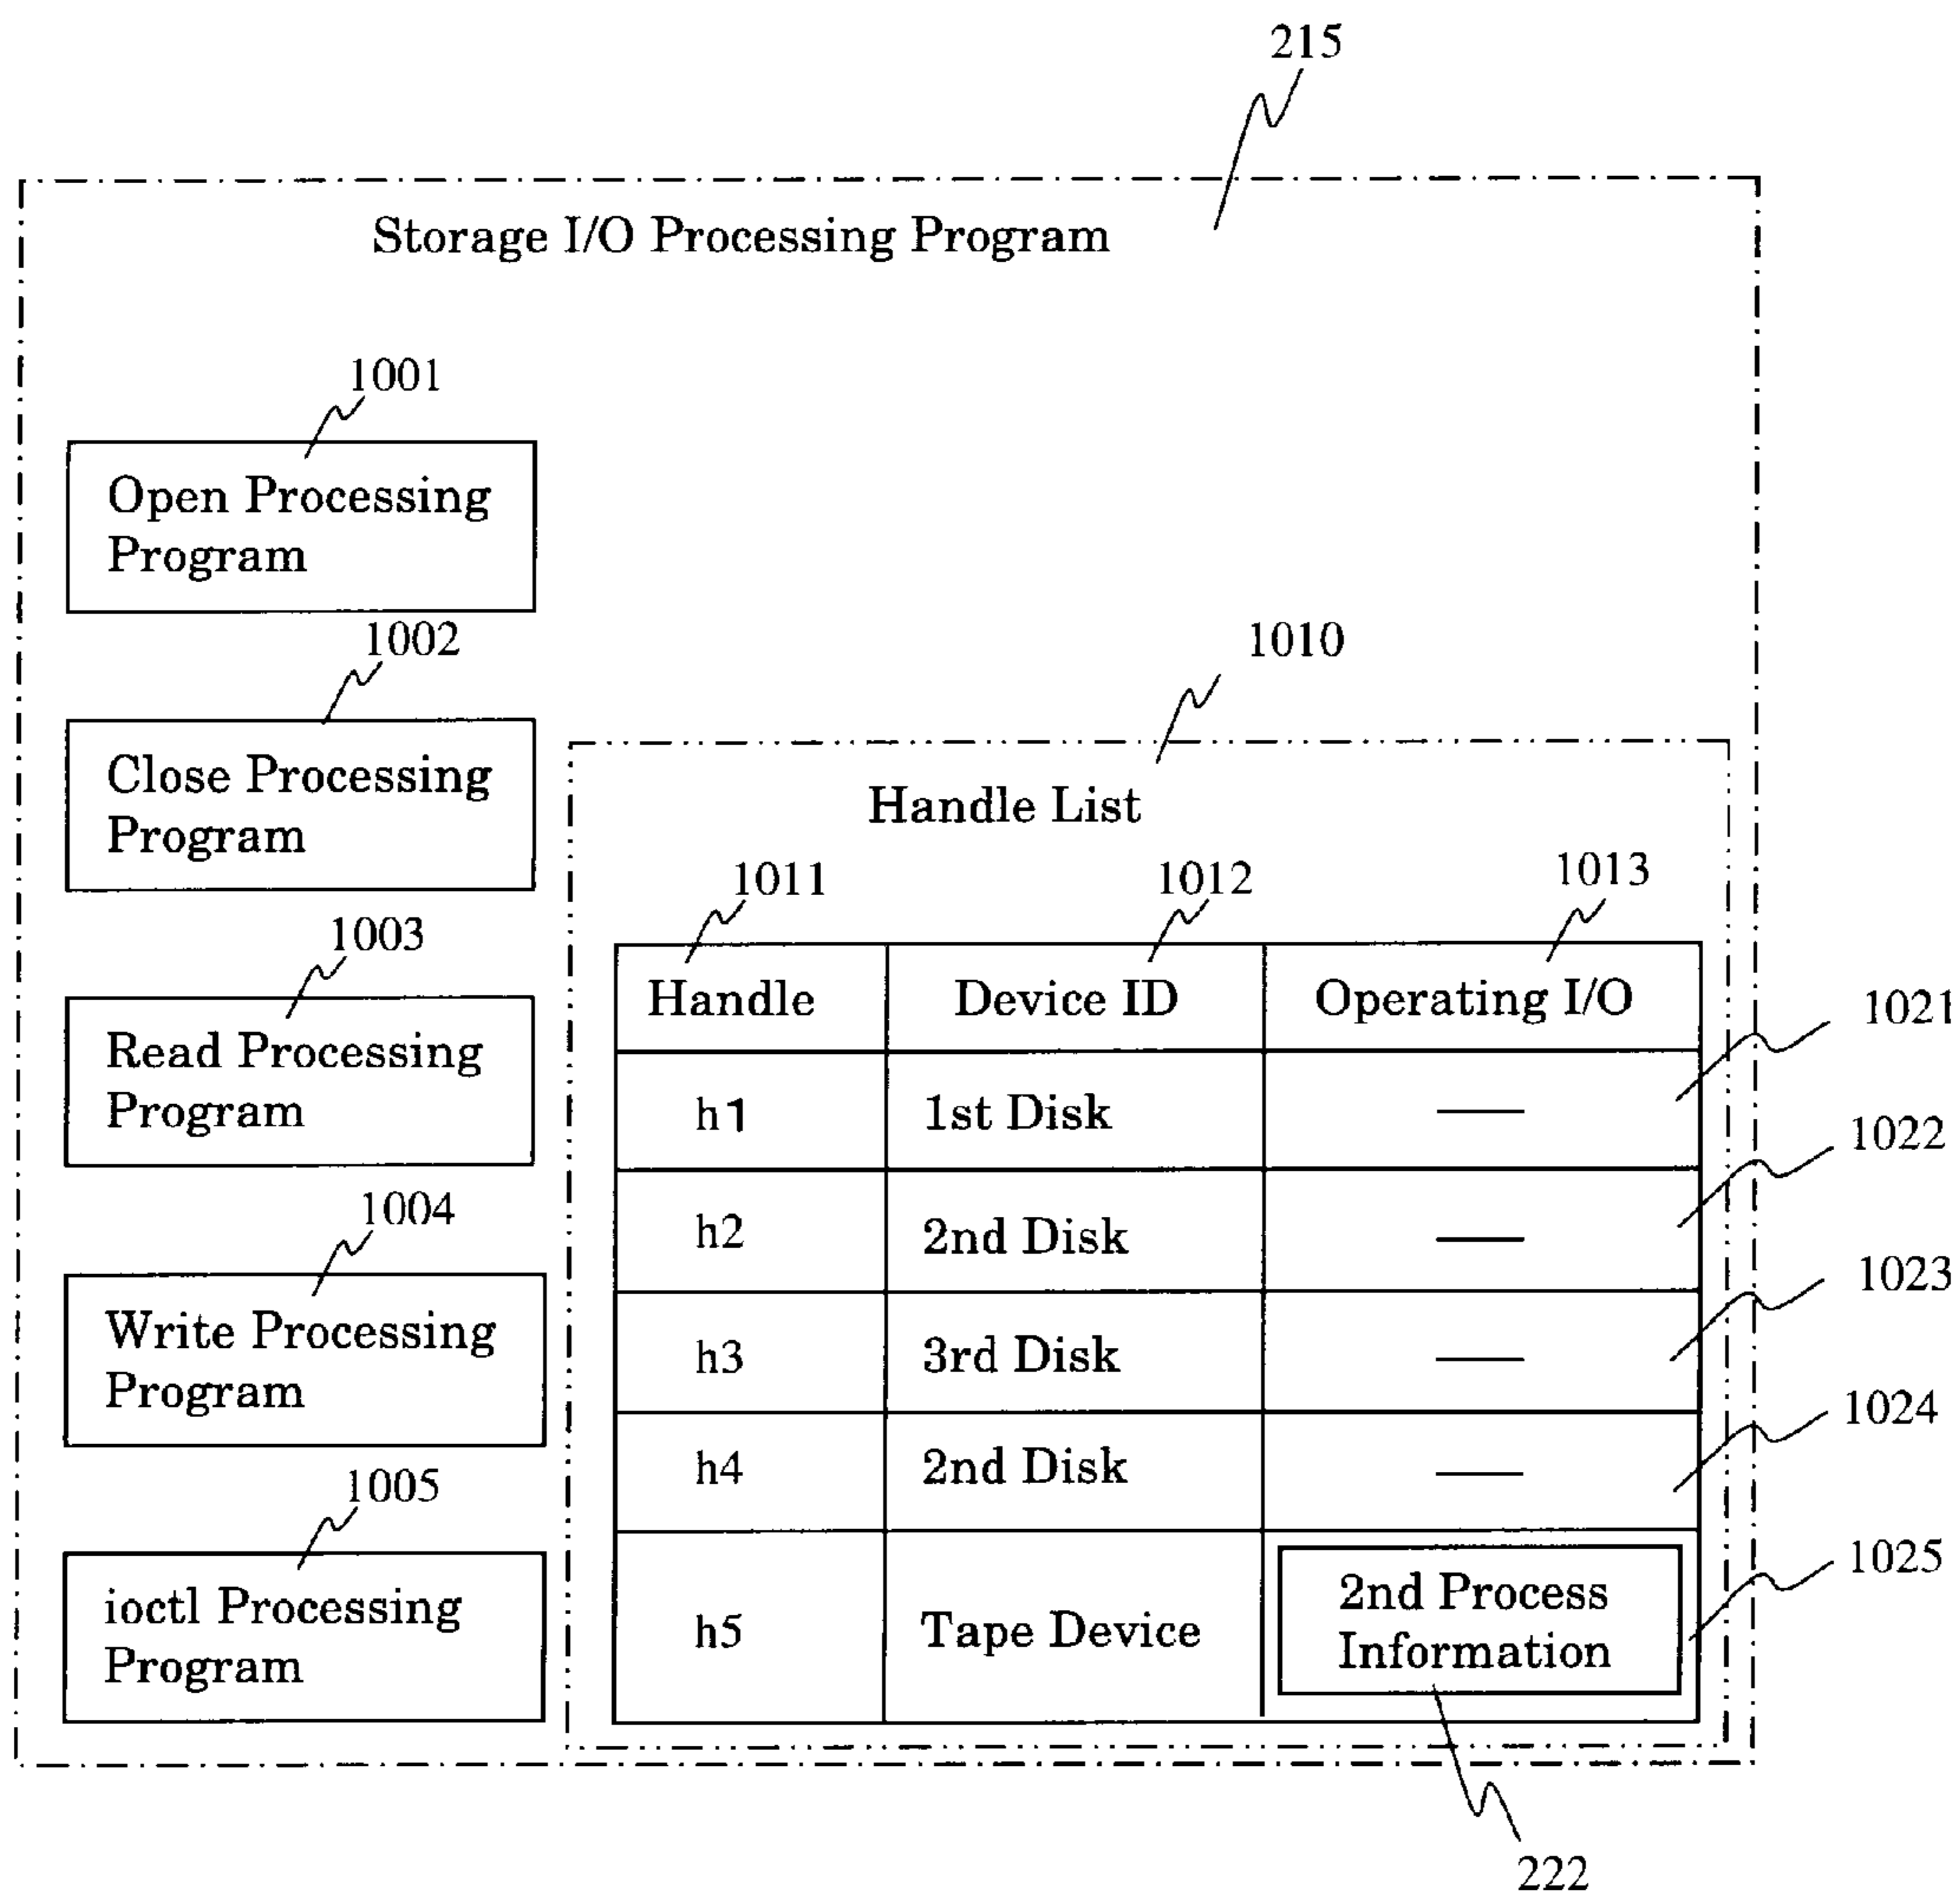 215
Storage I/O Processing Program
1001
Open Processing
Program
1002
Close Processing
Program
1003
Read Processing
Program
1004
Write Processing
Program
1005
ioctl Processing
Program
1010
Handle List
1011 1012 1013
Handle Device ID Operating I/O
1021
h1 1st Disk —
1022
h2 2nd Disk —
1023
h3 3rd Disk —
1024
h4 2nd Disk —
1025
h5 Tape Device 2nd Process
Information
222